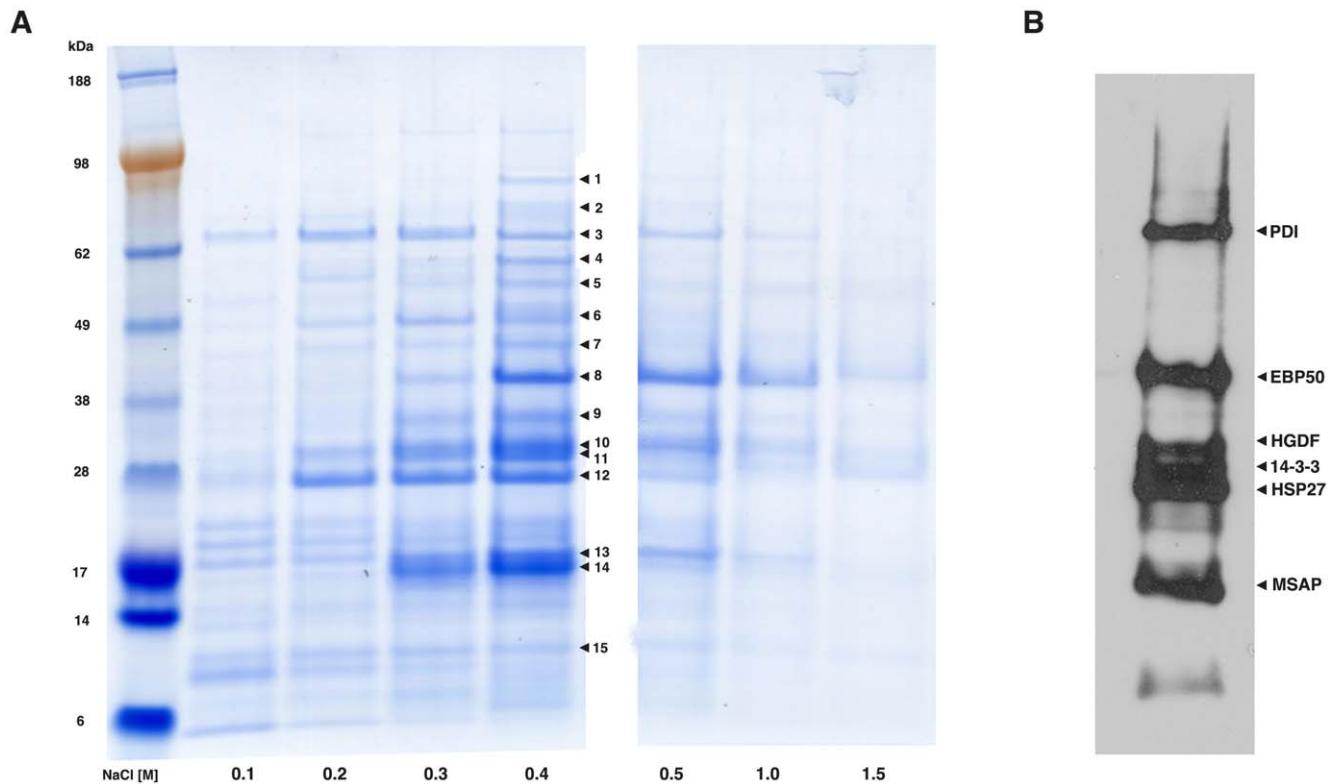 A
B
kDa
188
98
62
49
38
28
17
14
6
◄1
◄2
◄3
◄4
◄5
◄6
◄7
◄8
◄9
◄10
◄11
◄12
◄13
◄14
◄15
NaCl [M] 0.1 0.2 0.3 0.4 0.5 1.0 1.5
◄PDI
◄EBP50
◄HGDF
◄14-3-3
◄HSP27
◄MSAP